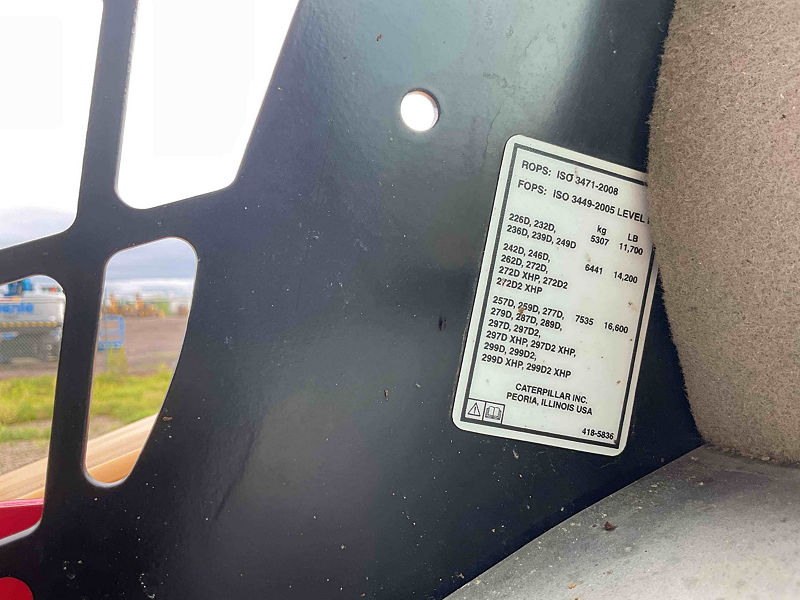 ROPS: ISO 3471-2008
FOPS: ISO 3449-2005 LEVEL
kg LB
226D, 232D,
236D, 239D, 249D 5307 11,700
242D, 246D,
262D, 272D, 6441 14,200
272D XHP, 272D2
272D2 XHP
257D, 259D, 277D, 7535 16,600
279D, 287D, 289D,
297D, 297D2,
297D XHP, 297D2 XHP,
299D, 299D2,
299D XHP, 299D2 XHP
CATERPILLAR INC.
PEORIA, ILLINOIS USA
418-5836